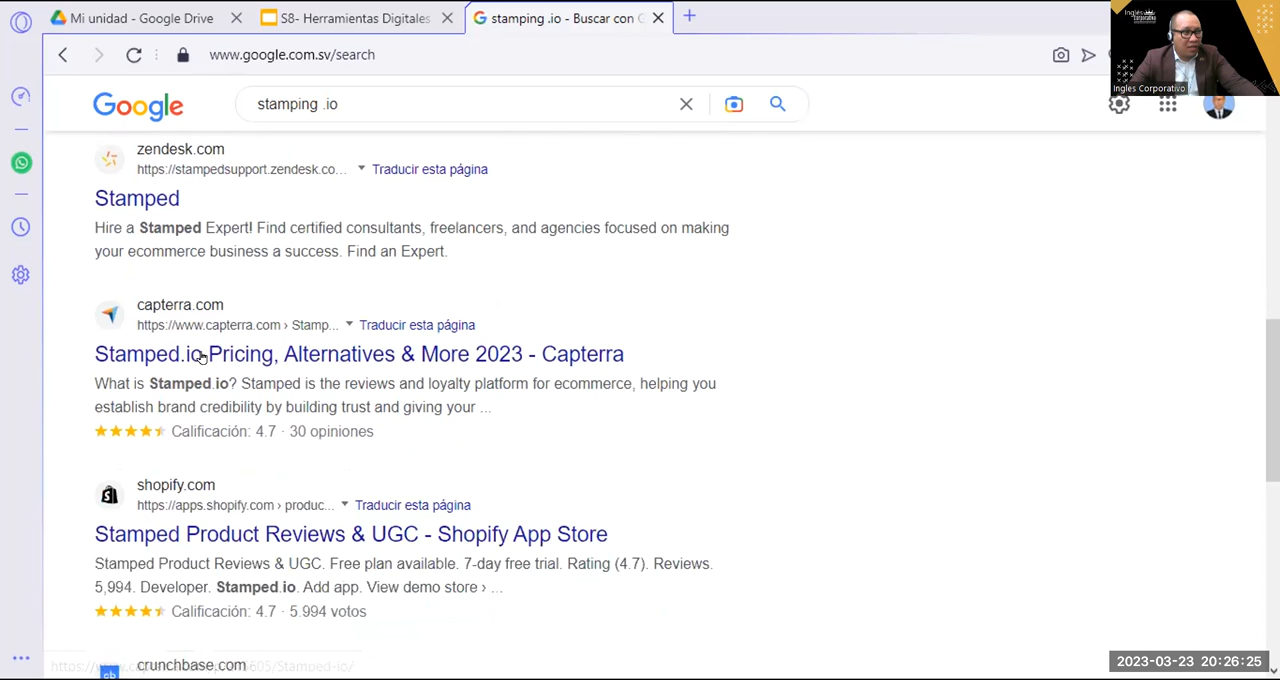 Mi unidad - Google Drive
S8- Herramientas Digitales
stamping .io - Buscar con G
www.google.com.sv/search
Inglés
Corporativo
Ingles Corporativo
Google
stamping .io
zendesk.com
https://stampedsupport.zendesk.co... Traducir esta página
Stamped
Hire a Stamped Expert! Find certified consultants, freelancers, and agencies focused on making
your ecommerce business a success. Find an Expert.
capterra.com
https://www.capterra.com › Stamp... Traducir esta página
Stamped.io Pricing, Alternatives & More 2023 - Capterra
What is Stamped.io? Stamped is the reviews and loyalty platform for ecommerce, helping you
establish brand credibility by building trust and giving your ...
Calificación: 4.7 · 30 opiniones
shopify.com
https://apps.shopify.com › produc... Traducir esta página
Stamped Product Reviews & UGC - Shopify App Store
Stamped Product Reviews & UGC. Free plan available. 7-day free trial. Rating (4.7). Reviews.
5,994. Developer. Stamped.io. Add app. View demo store › ...
Calificación: 4.7 · 5.994 votos
crunchbase.com
cb
2023-03-23 20:26:25